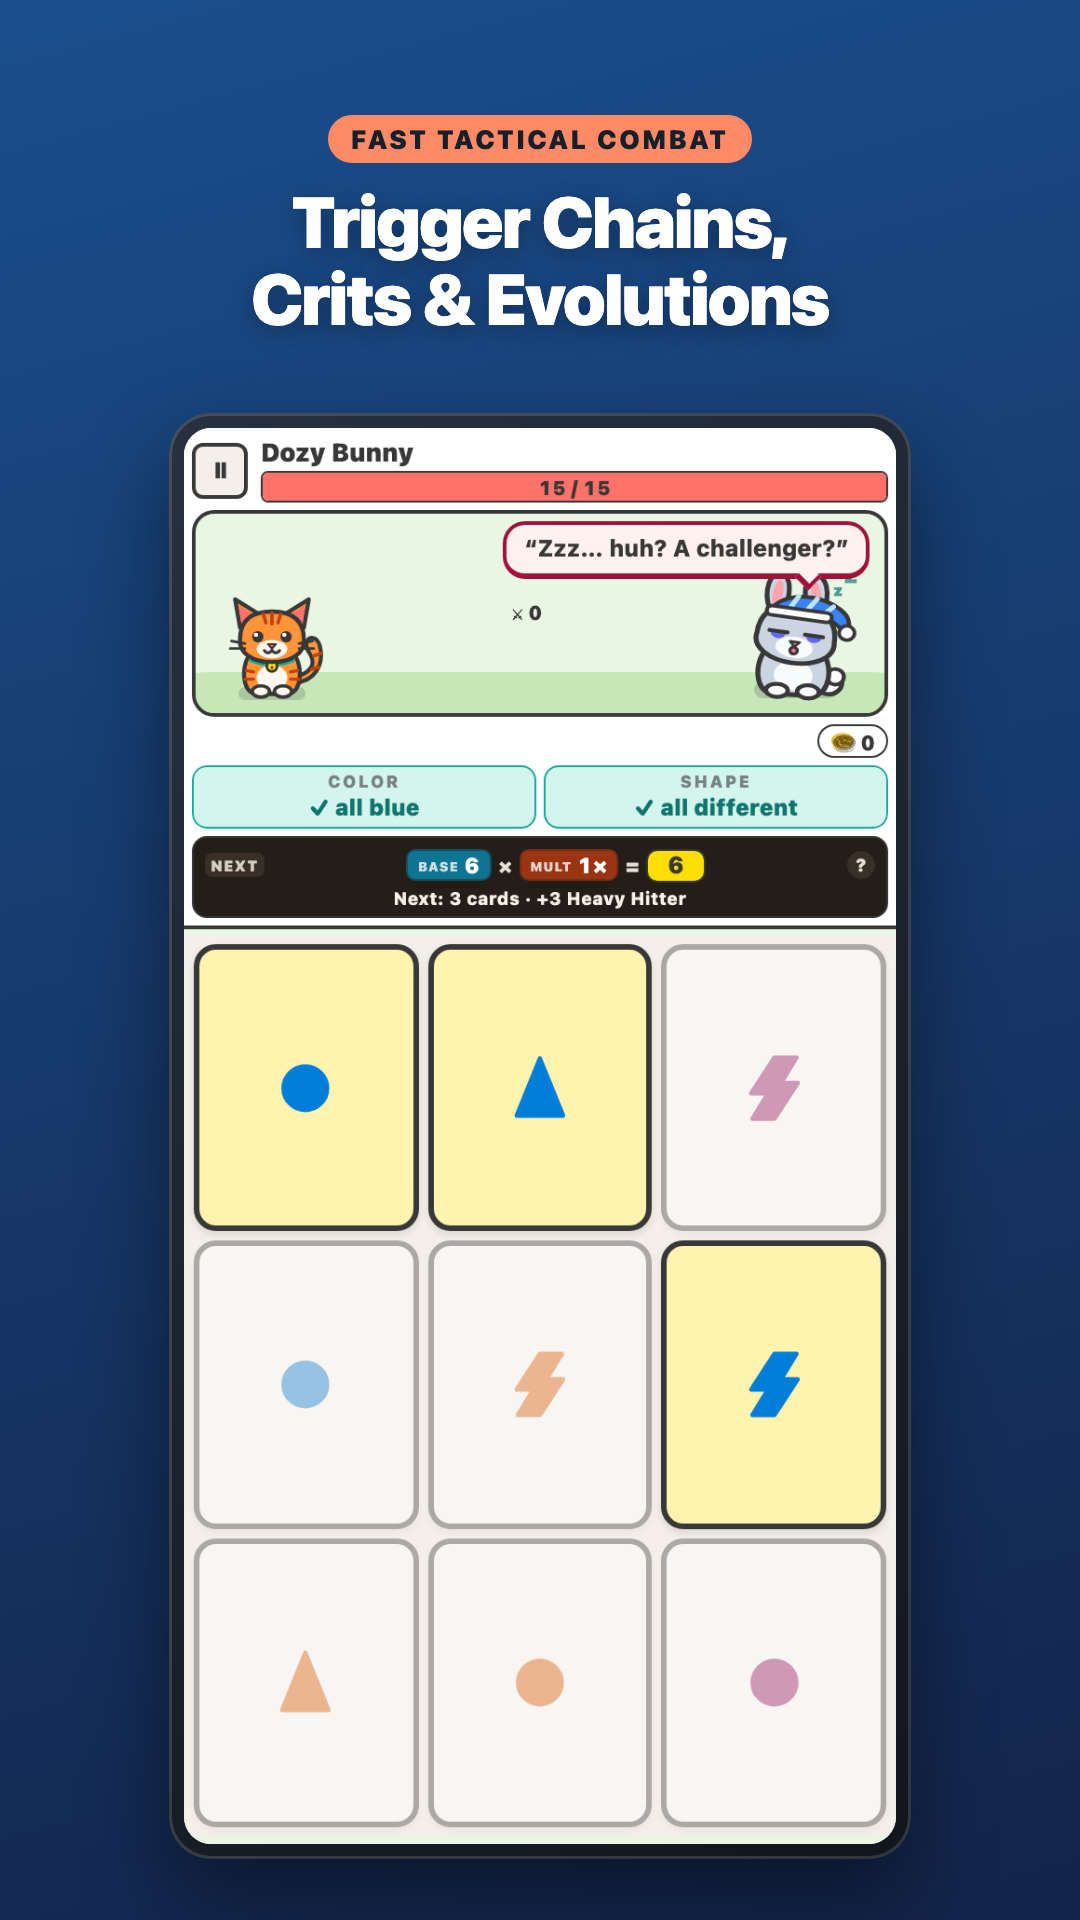 FAST TACTICAL COMBAT
Trigger Chains,
Crits & Evolutions
Dozy Bunny
15 / 15
“Zzz... huh? A challenger?”
z
⚔ 0
0
COLOR
✓ all blue
SHAPE
✓ all different
NEXT
BASE 6 × MULT 1× = 6
?
Next: 3 cards · +3 Heavy Hitter